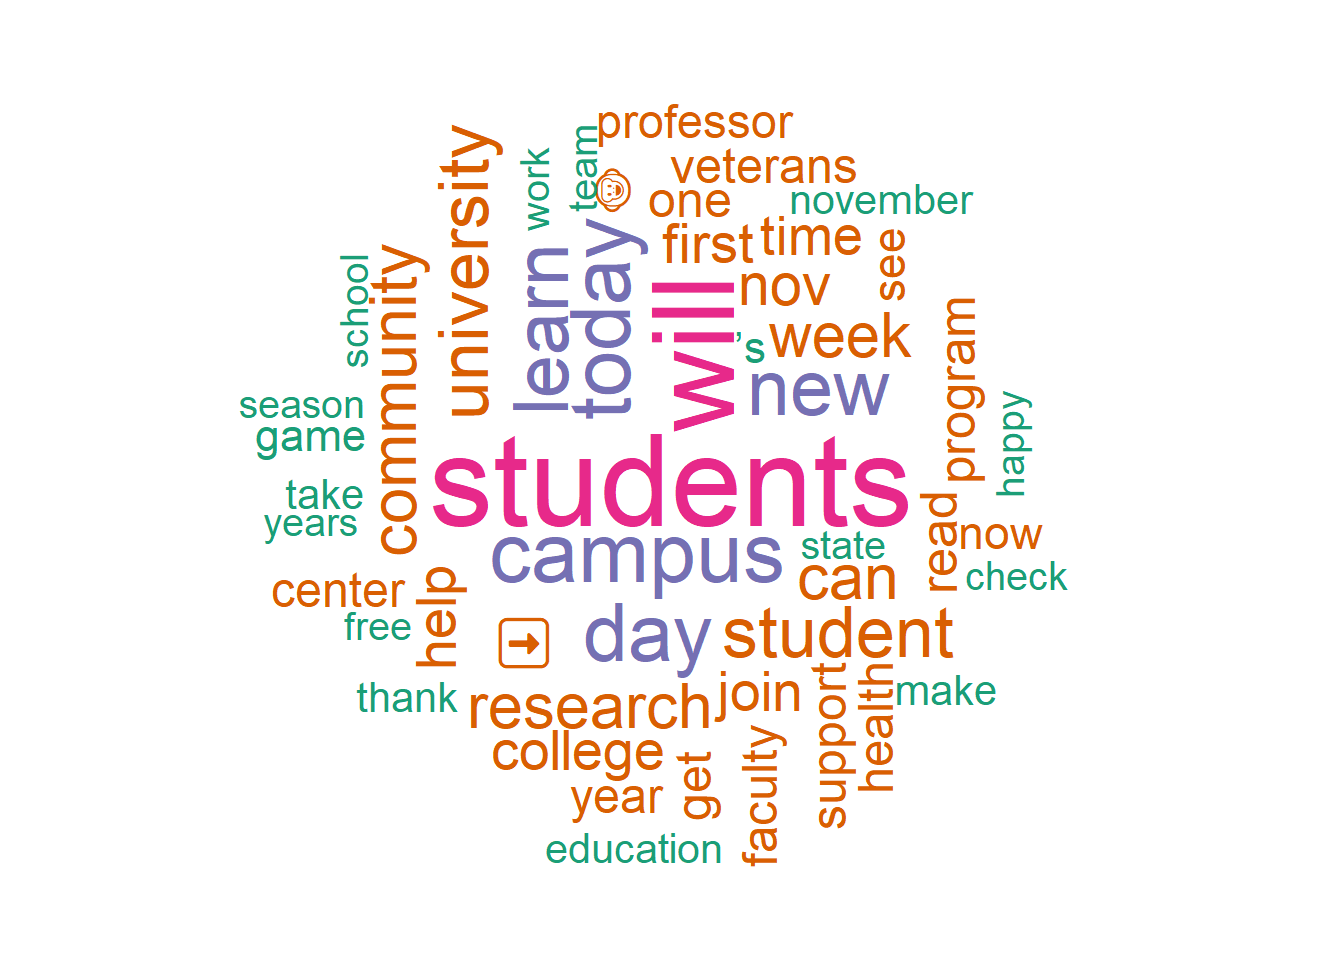 professor
veterans
one
november
team
work
university
first
time
see
learn
today
will
nov
community
school
week
's
new
program
happy
season
game
students
take
years
campus
state
can
read
now
check
center
help
free
➡
day
student
thank
research
join
support
health
make
college
get
faculty
year
education